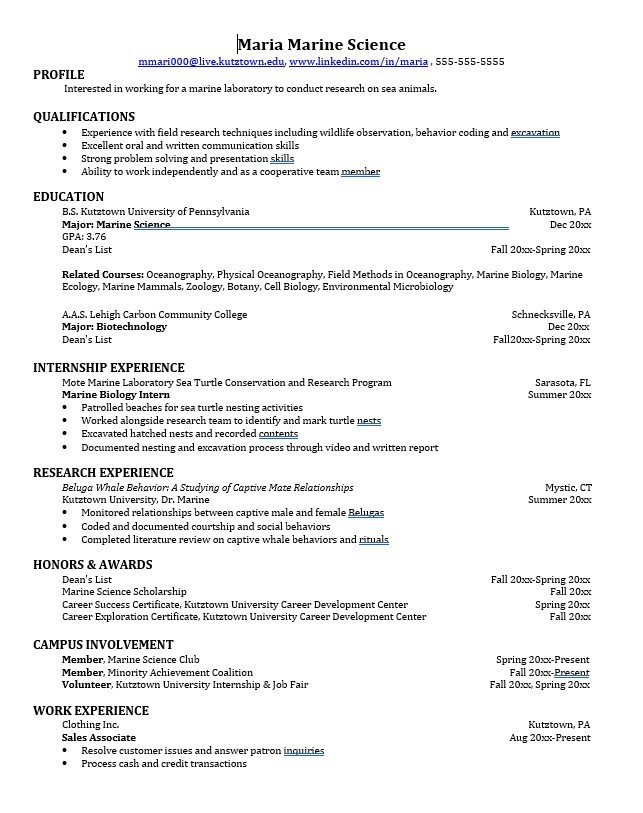 Maria Marine Science
mmari000@live.kutztown.edu, www.linkedin.com/in/maria , 555-555-5555
PROFILE
Interested in working for a marine laboratory to conduct research on sea animals.
QUALIFICATIONS
• Experience with field research techniques including wildlife observation, behavior coding and excavation
• Excellent oral and written communication skills
• Strong problem solving and presentation skills
• Ability to work independently and as a cooperative team member
EDUCATION
B.S. Kutztown University of Pennsylvania Kutztown, PA
Major: Marine Science Dec 20xx
GPA: 3.76
Dean's List Fall 20xx-Spring 20xx
Related Courses: Oceanography, Physical Oceanography, Field Methods in Oceanography, Marine Biology, Marine
Ecology, Marine Mammals, Zoology, Botany, Cell Biology, Environmental Microbiology
A.A.S. Lehigh Carbon Community College Schnecksville, PA
Major: Biotechnology Dec 20xx
Dean's List Fall20xx-Spring 20xx
INTERNSHIP EXPERIENCE
Mote Marine Laboratory Sea Turtle Conservation and Research Program Sarasota, FL
Marine Biology Intern Summer 20xx
• Patrolled beaches for sea turtle nesting activities
• Worked alongside research team to identify and mark turtle nests
• Excavated hatched nests and recorded contents
• Documented nesting and excavation process through video and written report
RESEARCH EXPERIENCE
Beluga Whale Behavior: A Studying of Captive Mate Relationships Mystic, CT
Kutztown University, Dr. Marine Summer 20xx
• Monitored relationships between captive male and female Belugas
• Coded and documented courtship and social behaviors
• Completed literature review on captive whale behaviors and rituals
HONORS & AWARDS
Dean's List Fall 20xx-Spring 20xx
Marine Science Scholarship Fall 20xx
Career Success Certificate, Kutztown University Career Development Center Spring 20xx
Career Exploration Certificate, Kutztown University Career Development Center Fall 20xx
CAMPUS INVOLVEMENT
Member, Marine Science Club Spring 20xx-Present
Member, Minority Achievement Coalition Fall 20xx-Present
Volunteer, Kutztown University Internship & Job Fair Fall 20xx, Spring 20xx
WORK EXPERIENCE
Clothing Inc. Kutztown, PA
Sales Associate Aug 20xx-Present
• Resolve customer issues and answer patron inquiries
• Process cash and credit transactions